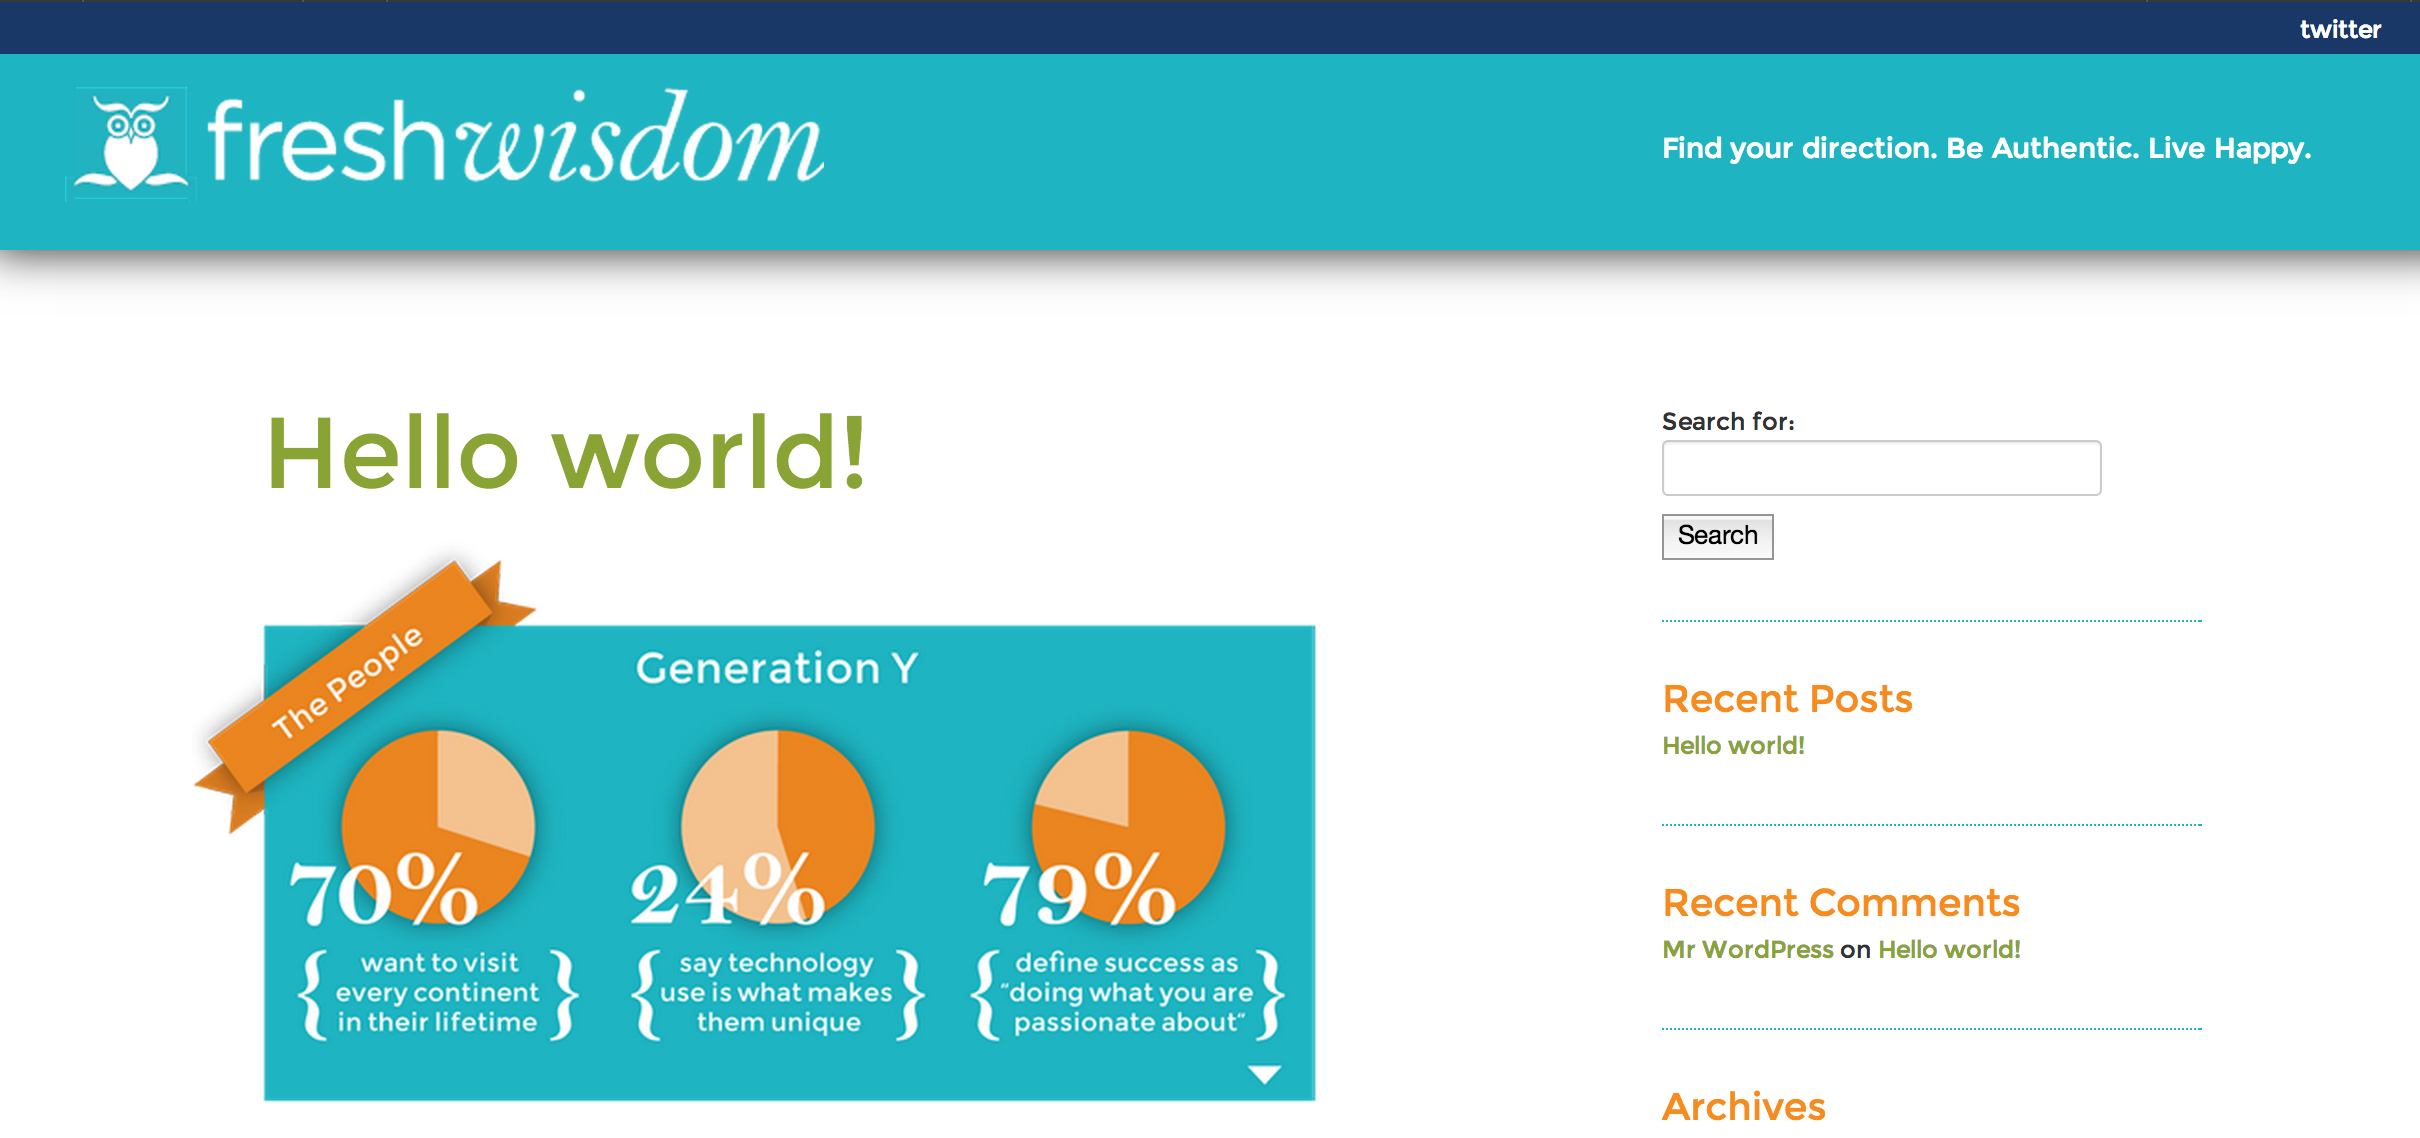 twitter
freshwisdom
Find your direction. Be Authentic. Live Happy.
Hello world!
The People
Generation Y
70%
want to visit
every continent
in their lifetime
24%
say technology
use is what makes
them unique
79%
define success as
"doing what you are
passionate about"
Search for:
Search
Recent Posts
Hello world!
Recent Comments
Mr WordPress on Hello world!
Archives